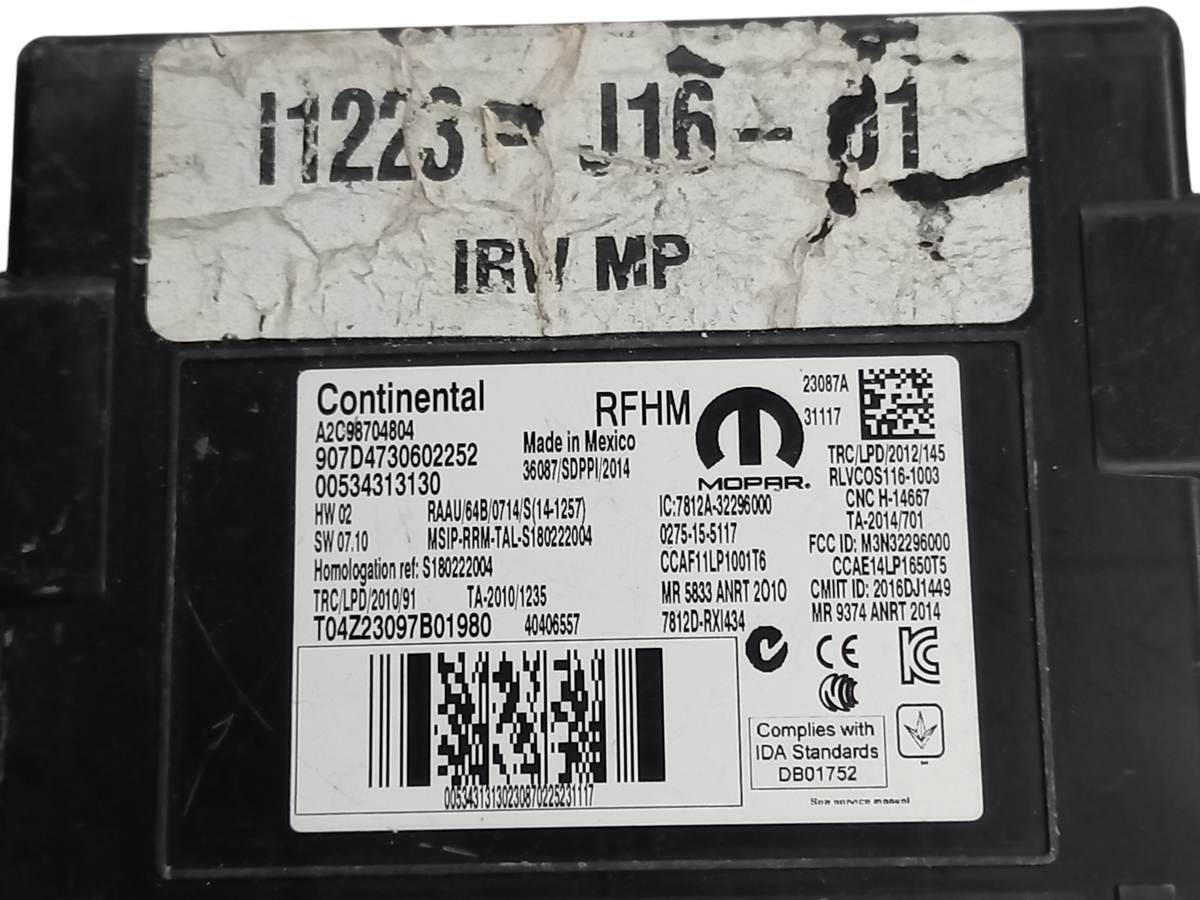 I1223 - J16 - 01
IRW MP
Continental
A2C98704804
907D4730602252
00534313130
HW 02
SW 07.10
Homologation ref: S180222004
TRC/LPD/2010/91 TA-2010/1235
T04Z23097B01980 40406557
RAAU/64B/0714/S(14-1257)
MSIP-RRM-TAL-S180222004
RFHM
Made in Mexico
36087/SDPPI/2014
MOPAR®
23087A
31117
IC:7812A-32296000
0275-15-5117
CCAF11LP1001T6
MR 5833 ANRT 2010
7812D-RXI434
TRC/LPD/2012/145
RLVCOS116-1003
CNC H-14667
TA-2014/701
FCC ID: M3N32296000
CCAE14LP1650T5
CMIIT ID: 2016DJ1449
MR 9374 ANRT 2014
CE
Complies with
IDA Standards
DB01752
See service manual
005343131302308702252 31117